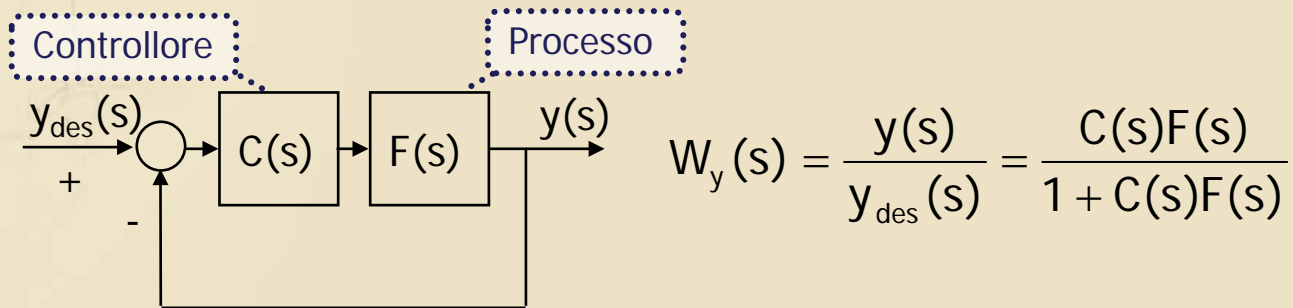 Controllore
Processo
y_des(s)
+
-
C(s)
F(s)
y(s)
W_y(s) = y(s) / y_des(s) = C(s)F(s) / 1 + C(s)F(s)